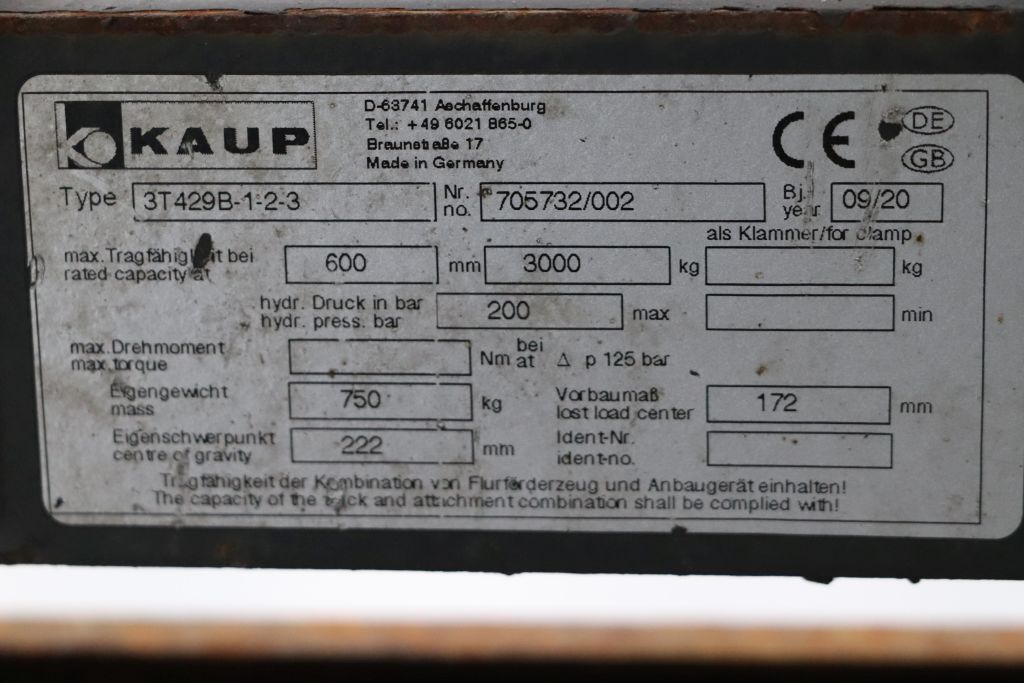 KAUP
D-63741 Aschaffenburg
Tel.: +49 6021 865-0
Braunstraße 17
Made in Germany
CE DE
GB
Type 3T429B-1-2-3 Nr. no. 705732/002 Bj. year 09/20
als Klammer/for clamp
max. Tragfähigkeit bei 600 mm 3000 kg kg
rated capacity at
hydr. Druck in bar 200 max min
hydr. press. bar
max. Drehmoment Nm bei at Δ p 125 bar
max. torque
Eigengewicht 750 kg Vorbaumaß 172 mm
mass lost load center
Eigenschwerpunkt 222 mm Ident-Nr.
centre of gravity ident-no.
Tragfähigkeit der Kombination von Flurförderzeug und Anbaugerät einhalten!
The capacity of the truck and attachment combination shall be complied with!